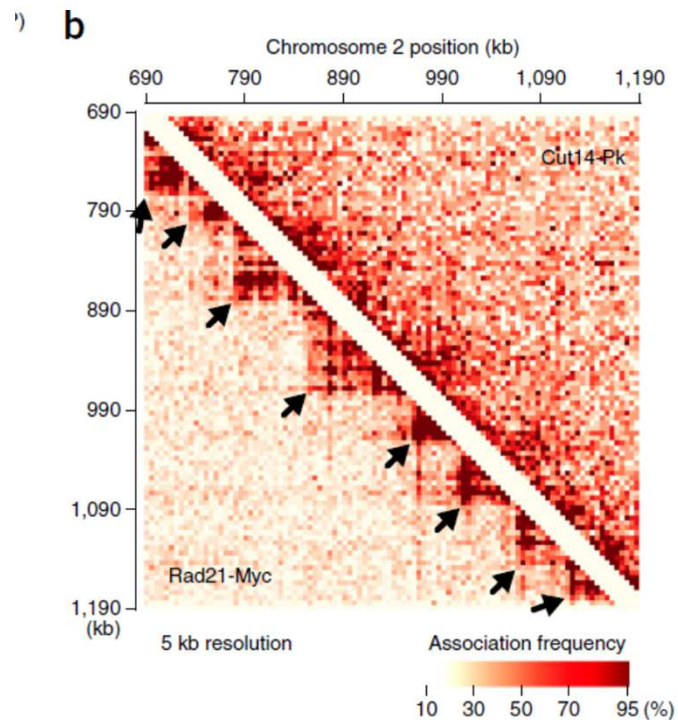 b
Chromosome 2 position (kb)
690 790 890 990 1,090 1,190
690
Cut14-Pk
790
890
990
1,090
Rad21-Myc
1,190
(kb)
5 kb resolution Association frequency
10 30 50 70 95 (%)